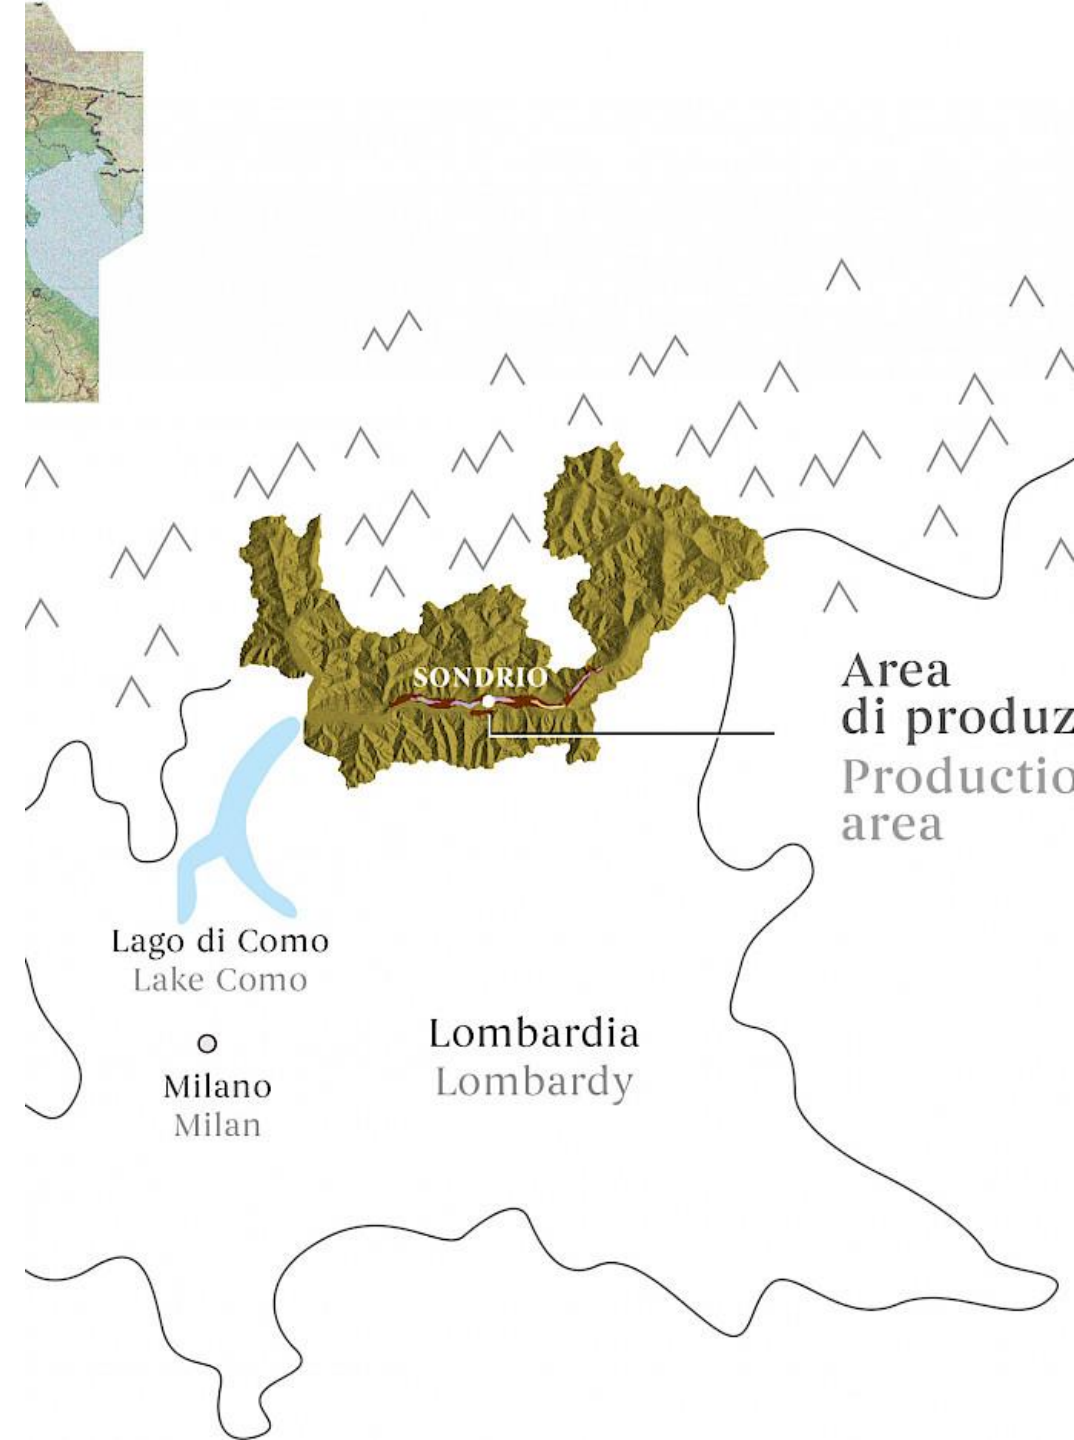 SONDRIO
Area
di produz
Productio
area
Lago di Como
Lake Como
Lombardia
Lombardy
Milano
Milan